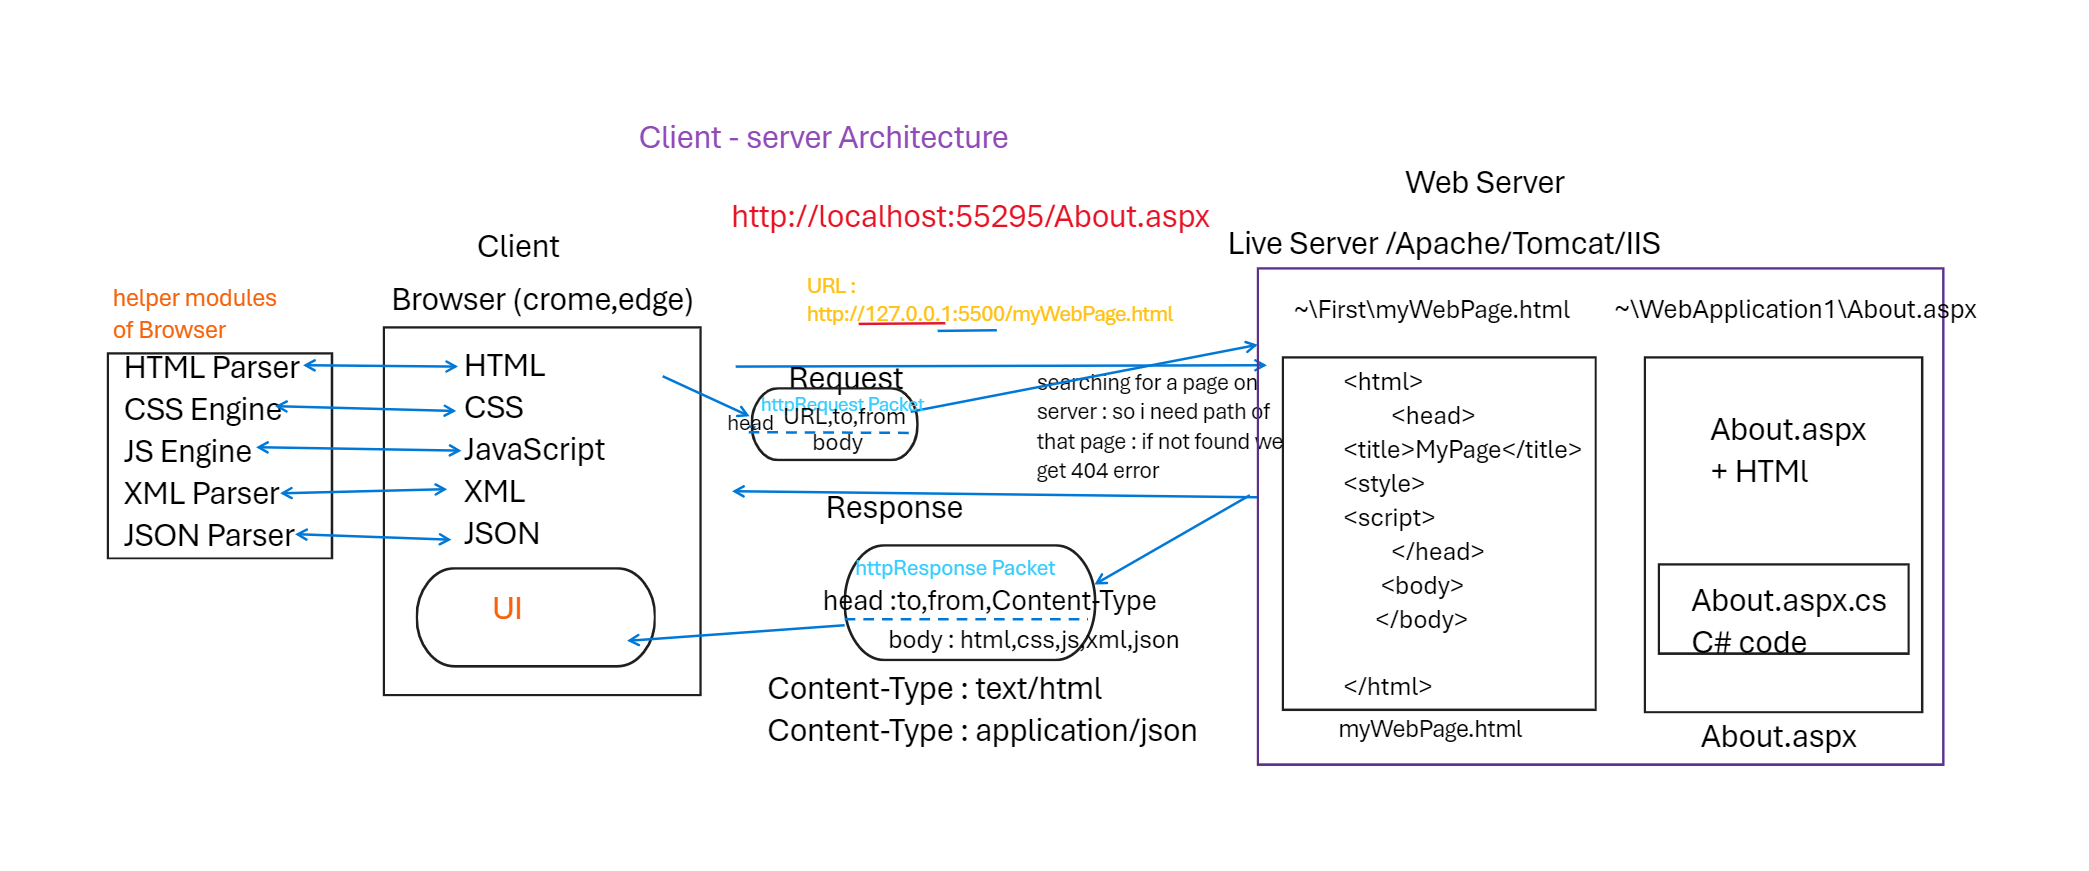 Client - server Architecture
Web Server
http://localhost:55295/About.aspx
Client
Live Server /Apache/Tomcat/IIS
helper modules
of Browser
Browser (crome,edge)
URL :
http://127.0.0.1:5500/myWebPage.html
~\First\myWebPage.html
~\WebApplication1\About.aspx
HTML Parser
CSS Engine
JS Engine
XML Parser
JSON Parser
HTML
CSS
JavaScript
XML
JSON
UI
Request
httpRequest Packet
head
URL,to,from
body
searching for a page on
server : so i need path of
that page : if not found we
get 404 error
Response
httpResponse Packet
head :to,from,Content-Type
body : html,css,js,xml,json
Content-Type : text/html
Content-Type : application/json
<html>
<head>
<title>MyPage</title>
<style>
<script>
</head>
<body>
</body>
</html>
myWebPage.html
About.aspx
+ HTMl
About.aspx.cs
C# code
About.aspx